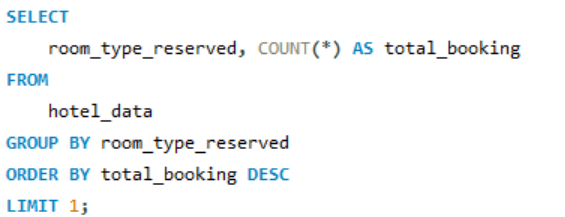 SELECT
    room_type_reserved, COUNT(*) AS total_booking
FROM
    hotel_data
GROUP BY room_type_reserved
ORDER BY total_booking DESC
LIMIT 1;